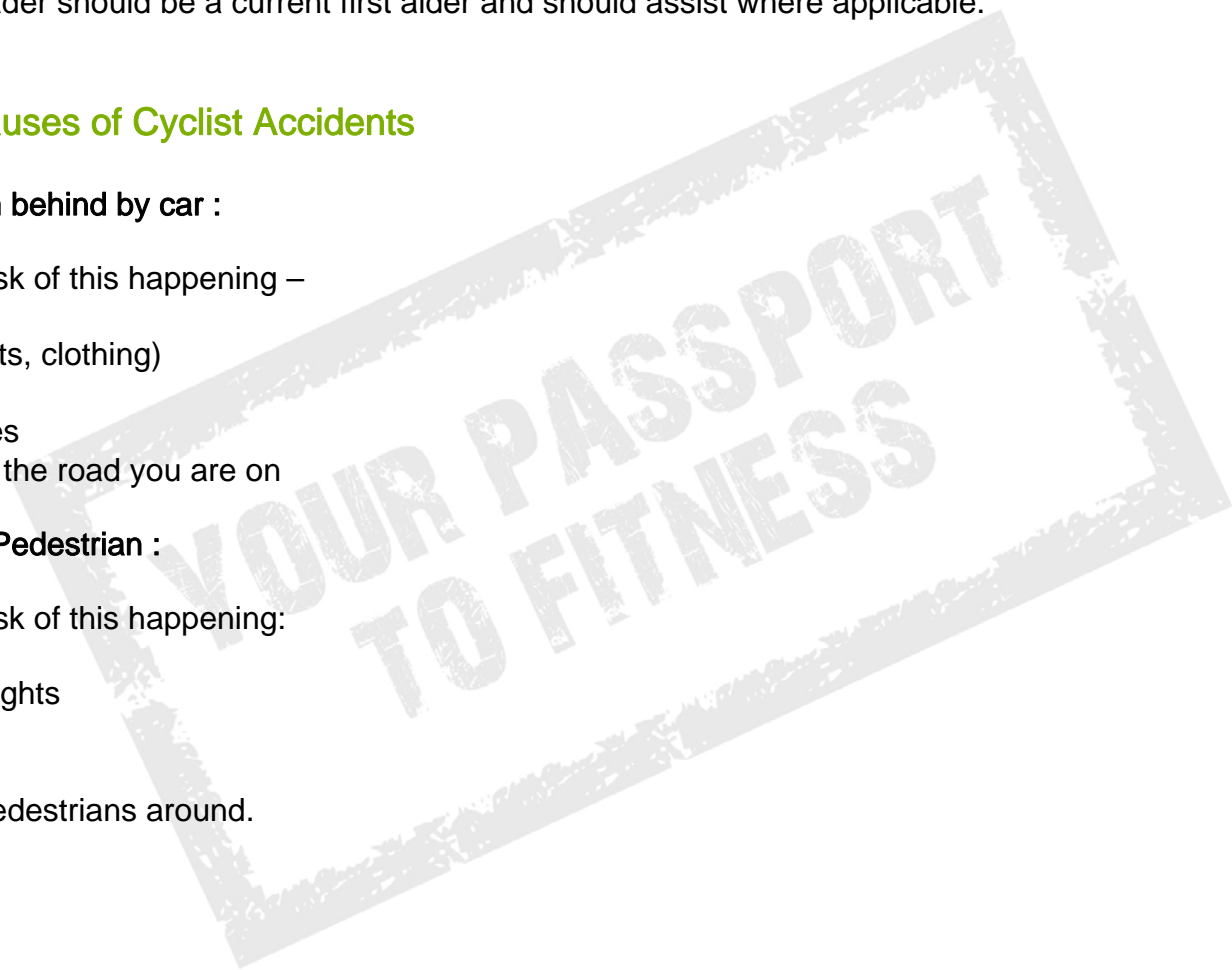 der should be a current first aider and should assist where applicable.
uses of Cyclist Accidents
behind by car :
sk of this happening –
ts, clothing)
es
the road you are on
Pedestrian :
sk of this happening:
ghts
edestrians around.
YOUR PASSPORT
TO FITNESS